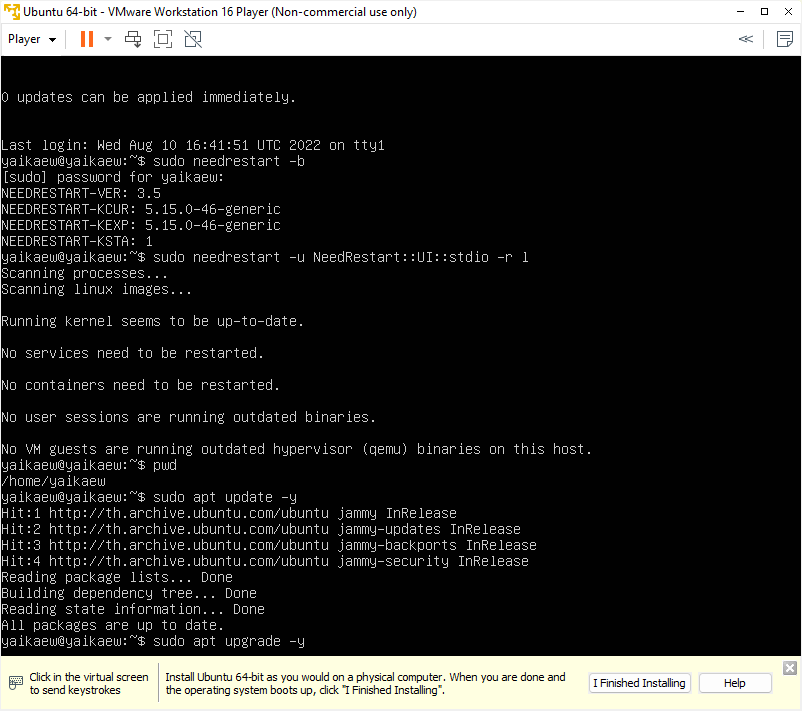 Ubuntu 64-bit - VMware Workstation 16 Player (Non-commercial use only)
Player
0 updates can be applied immediately.
Last login: Wed Aug 10 16:41:51 UTC 2022 on tty1
yaikaew@yaikaew:~$ sudo needrestart -b
[sudo] password for yaikaew:
NEEDRESTART-VER: 3.5
NEEDRESTART-KCUR: 5.15.0-46-generic
NEEDRESTART-KEXP: 5.15.0-46-generic
NEEDRESTART-KSTA: 1
yaikaew@yaikaew:~$ sudo needrestart -u NeedRestart::UI::stdio -r l
Scanning processes...
Scanning linux images...
Running kernel seems to be up-to-date.
No services need to be restarted.
No containers need to be restarted.
No user sessions are running outdated binaries.
No VM guests are running outdated hypervisor (qemu) binaries on this host.
yaikaew@yaikaew:~$ pwd
/home/yaikaew
yaikaew@yaikaew:~$ sudo apt update -y
Hit:1 http://th.archive.ubuntu.com/ubuntu jammy InRelease
Hit:2 http://th.archive.ubuntu.com/ubuntu jammy-updates InRelease
Hit:3 http://th.archive.ubuntu.com/ubuntu jammy-backports InRelease
Hit:4 http://th.archive.ubuntu.com/ubuntu jammy-security InRelease
Reading package lists... Done
Building dependency tree... Done
Reading state information... Done
All packages are up to date.
yaikaew@yaikaew:~$ sudo apt upgrade -y
Click in the virtual screen
to send keystrokes
Install Ubuntu 64-bit as you would on a physical computer. When you are done and
the operating system boots up, click "I Finished Installing".
I Finished Installing
Help